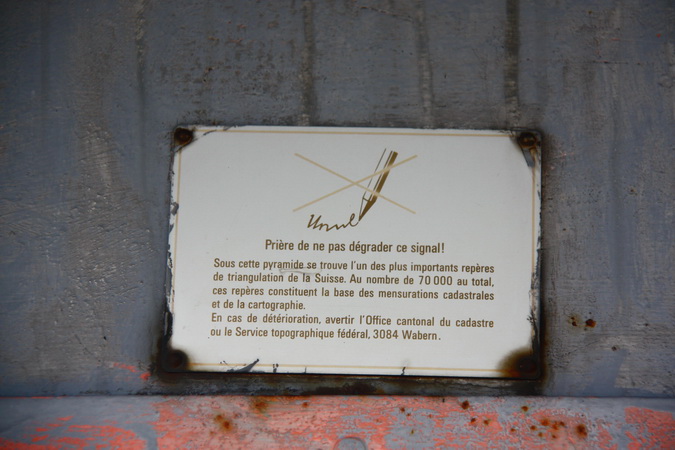 Prière de ne pas dégrader ce signal!
Sous cette pyramide se trouve l'un des plus importants repères
de triangulation de la Suisse. Au nombre de 70 000 au total,
ces repères constituent la base des mensurations cadastrales
et de la cartographie.
En cas de détérioration, avertir l'Office cantonal du cadastre
ou le Service topographique fédéral, 3084 Wabern.